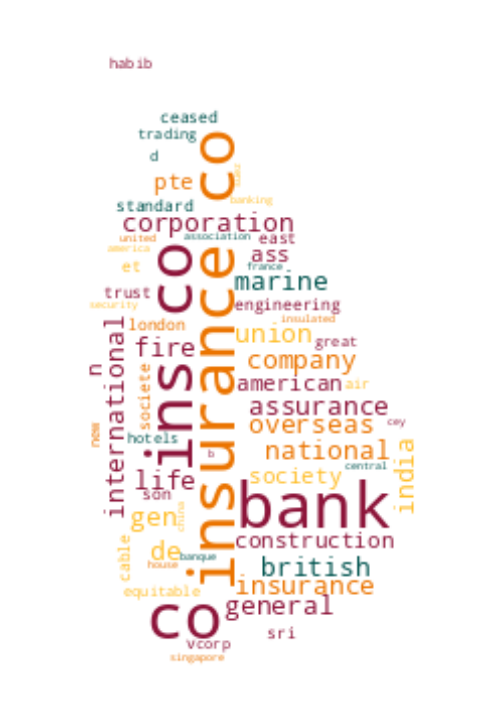 habib
ceased
trading
d
insurance co
pte
suez
banking
standard
corporation
united
association
east
america
ass
et
france
marine
trust
security
engineering
ins co
london
insulated
union
great
fire
company
n
international
american
air
societe
assurance
new
overseas
cey
hotels
b
national
india
central
life
society
son
bank
gen
china
construction
cable
de
banque
house
british
equitable
insurance
general
co
sri
vcorp
singapore